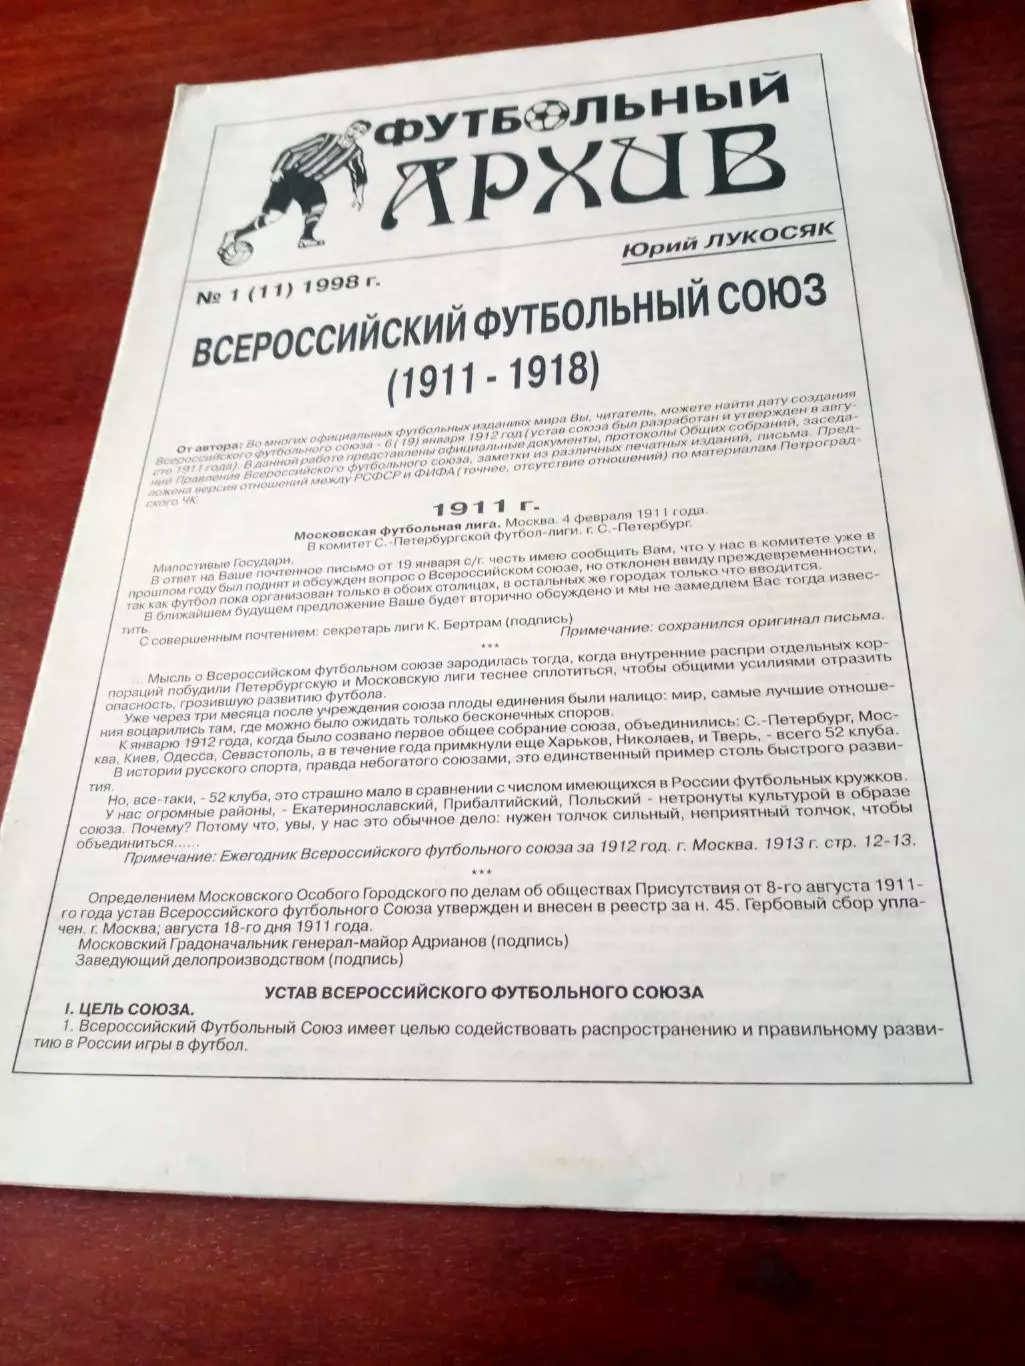 ФУТБОЛЬНЫЙ
АРХИВ
Юрий ЛУКОСЯК
№ 1 (11) 1998 г.
ВСЕРОССИЙСКИЙ ФУТБОЛЬНЫЙ СОЮЗ
(1911 - 1918)
От автора: Во многих официальных футбольных изданиях мира Вы, читатель, можете найти дату создания
Всероссийского футбольного союза - 6(19) января 1912 год (устав союза был разработан и утвержден в авгу-
сте 1911 года). В данной работе представлены официальные документы, протоколы Общих собраний, заседа-
ний Правления Всероссийского футбольного союза, заметки из различных печатных изданий, письма. Пред-
ложена версия отношений между РСФСР и ФИФА (точнее, отсутствие отношений) по материалам Петроград-
ского ЧК.
1911 г.
Московская футбольная лига. Москва. 4 февраля 1911 года.
В комитет С.-Петербургской футбол-лиги. г. С.-Петербург.
Милостивые Государи,
В ответ на Ваше почтенное письмо от 19 января с/г. честь имею сообщить Вам, что у нас в комитете уже в
прошлом году был поднят и обсужден вопрос о Всероссийском союзе, но отклонен ввиду преждевременности,
так как футбол пока организован только в обоих столицах, в остальных же городах только что вводится.
В ближайшем будущем предложение Ваше будет вторично обсуждено и мы не замедлем Вас тогда извес-
тить.
С совершенным почтением: секретарь лиги К. Бертрам (подпись)
Примечание: сохранился оригинал письма.
***
... Мысль о Всероссийском футбольном союзе зародилась тогда, когда внутренние распри отдельных кор-
пораций побудили Петербургскую и Московскую лиги теснее сплотиться, чтобы общими усилиями отразить
опасность, грозившую развитию футбола.
Уже через три месяца после учреждения союза плоды единения были налицо: мир, самые лучшие отноше-
ния воцарились там, где можно было ожидать только бесконечных споров.
К январю 1912 года, когда было созвано первое общее собрание союза, объединились: С.-Петербург, Мос-
ква, Киев, Одесса, Севастополь, а в течение года примкнули еще Харьков, Николаев, и Тверь, - всего 52 клуба.
В истории русского спорта, правда небогатого союзами, это единственный пример столь быстрого разви-
тия.
Но, все-таки, - 52 клуба, это страшно мало в сравнении с числом имеющихся в России футбольных кружков.
У нас огромные районы, - Екатеринославский, Прибалтийский, Польский - нетронуты культурой в образе
союза. Почему? Потому что, увы, у нас это обычное дело: нужен толчок сильный, неприятный толчок, чтобы
объединиться......
Примечание: Ежегодник Всероссийского футбольного союза за 1912 год. г. Москва. 1913 г. стр. 12-13.
***
Определением Московского Особого Городского по делам об обществах Присутствия от 8-го августа 1911-
го года устав Всероссийского футбольного Союза утвержден и внесен в реестр за н. 45. Гербовый сбор упла-
чен. г. Москва; августа 18-го дня 1911 года.
Московский Градоначальник генерал-майор Адрианов (подпись)
Заведующий делопроизводством (подпись)
УСТАВ ВСЕРОССИЙСКОГО ФУТБОЛЬНОГО СОЮЗА
I. ЦЕЛЬ СОЮЗА.
1. Всероссийский Футбольный Союз имеет целью содействовать распространению и правильному разви-
тию в России игры в футбол.